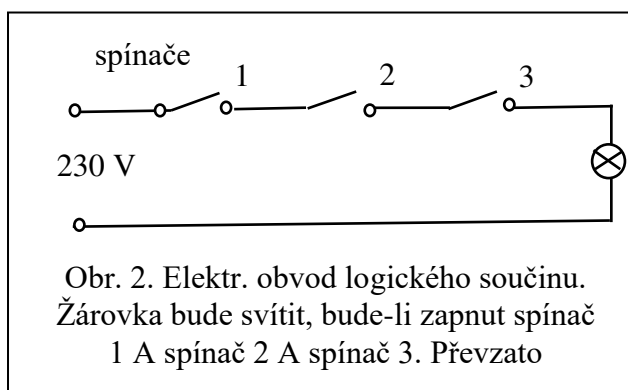 spínače
1 2 3
230 V
Obr. 2. Elektr. obvod logického součinu.
Žárovka bude svítit, bude-li zapnut spínač
1 A spínač 2 A spínač 3. Převzato